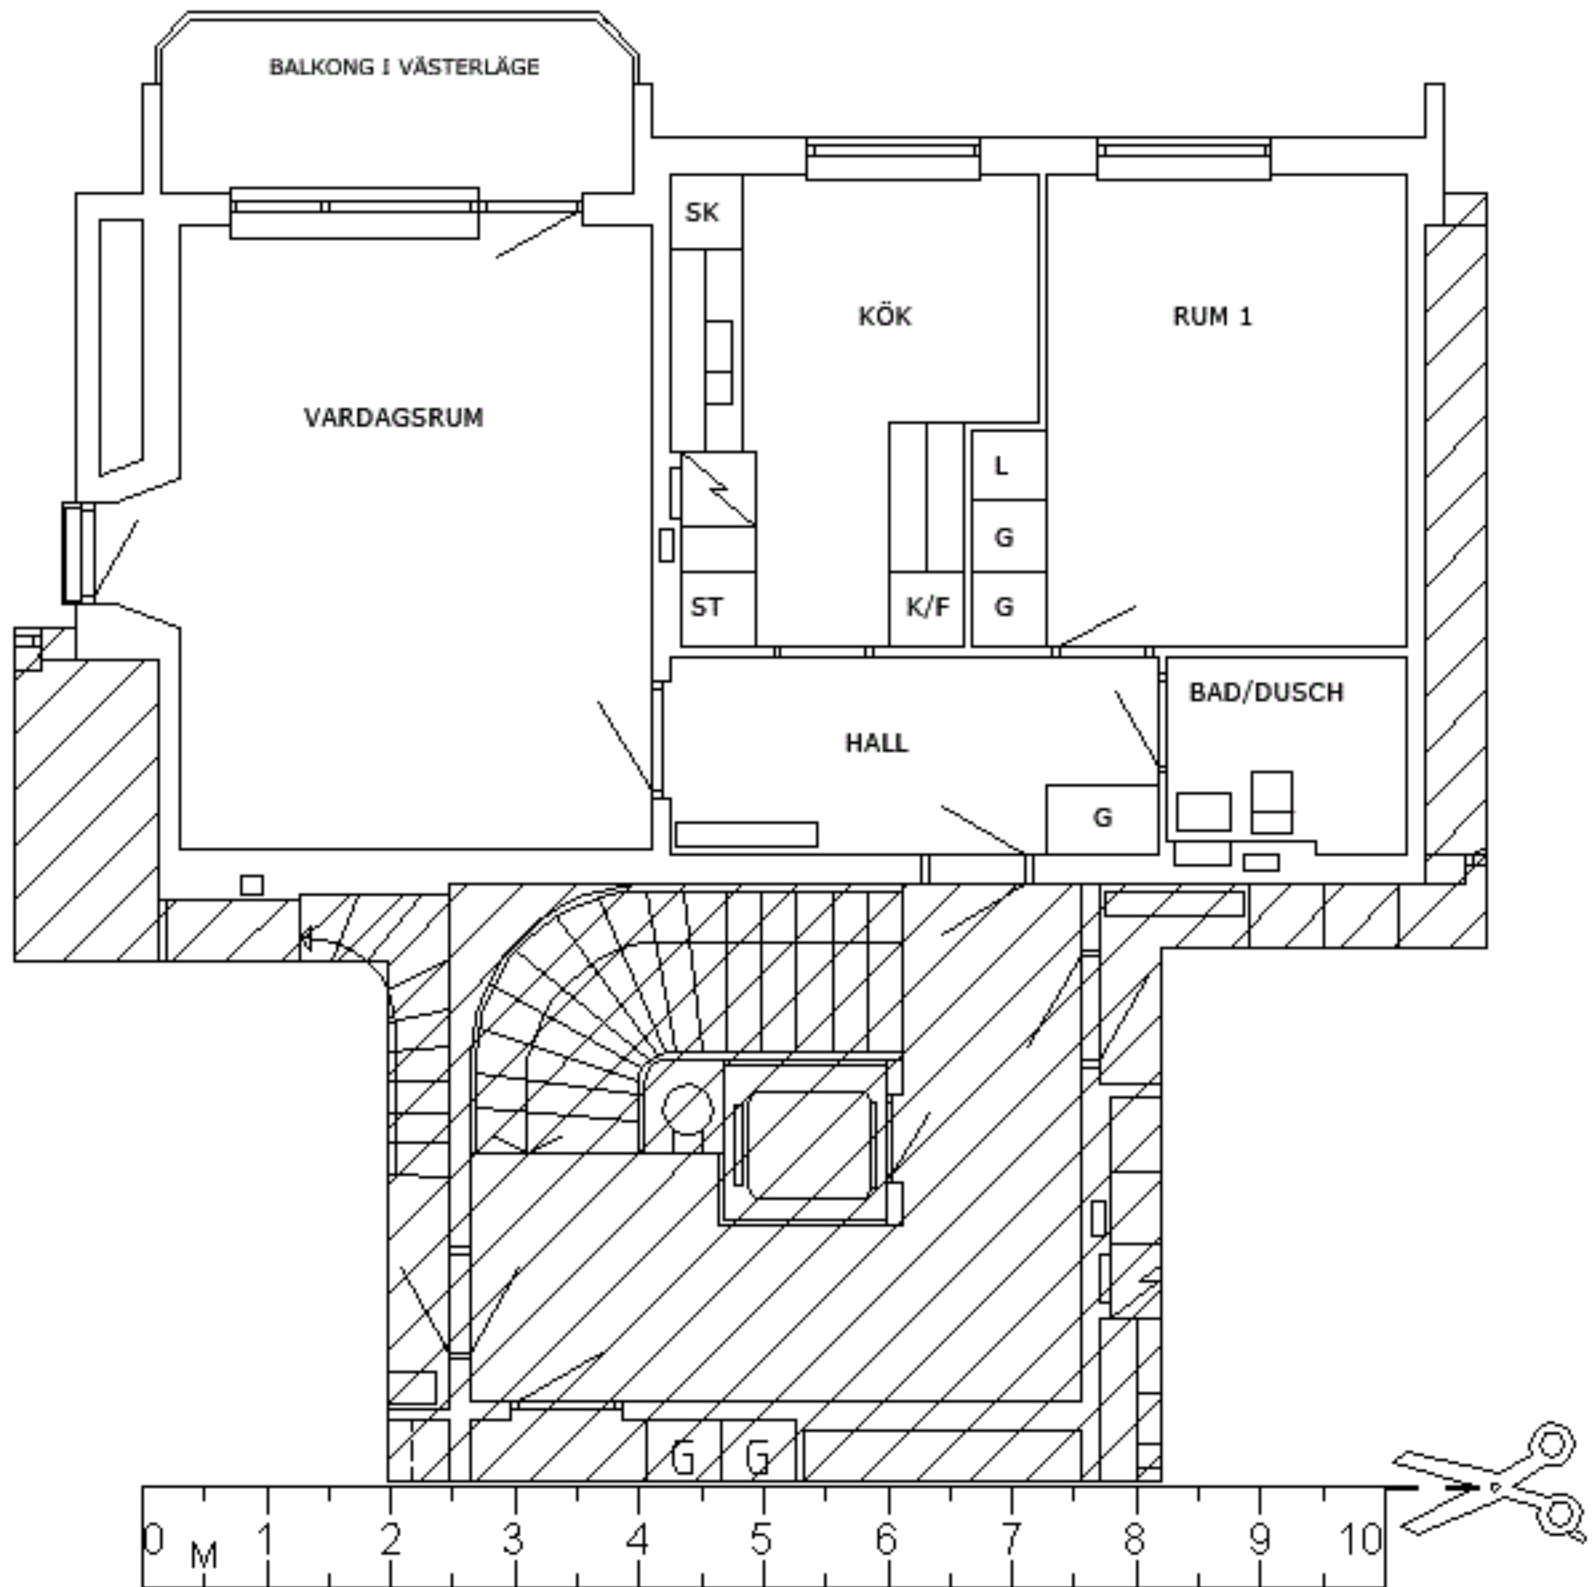 BALKONG I VÄSTERLÄGE
SK
KÖK
RUM 1
VARDAGSRUM
L
G
ST
K/F
G
BAD/DUSCH
HALL
G
G G
0 M 1 2 3 4 5 6 7 8 9 10